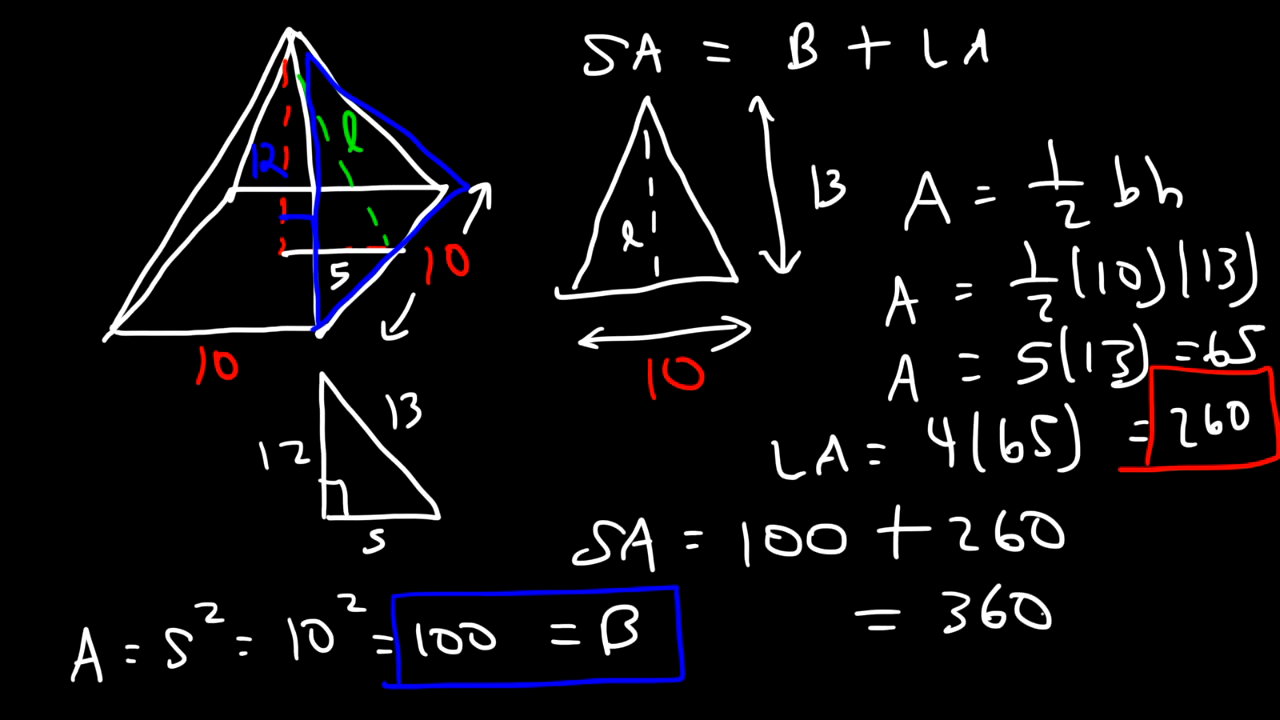 SA = B + LA
12
l
5
10
10
l
13
10
A = 1/2 bh
A = 1/2 (10)(13)
A = 5(13) = 65
LA = 4(65) = 260
12
13
5
SA = 100 + 260
= 360
A = s² = 10² = 100 = B